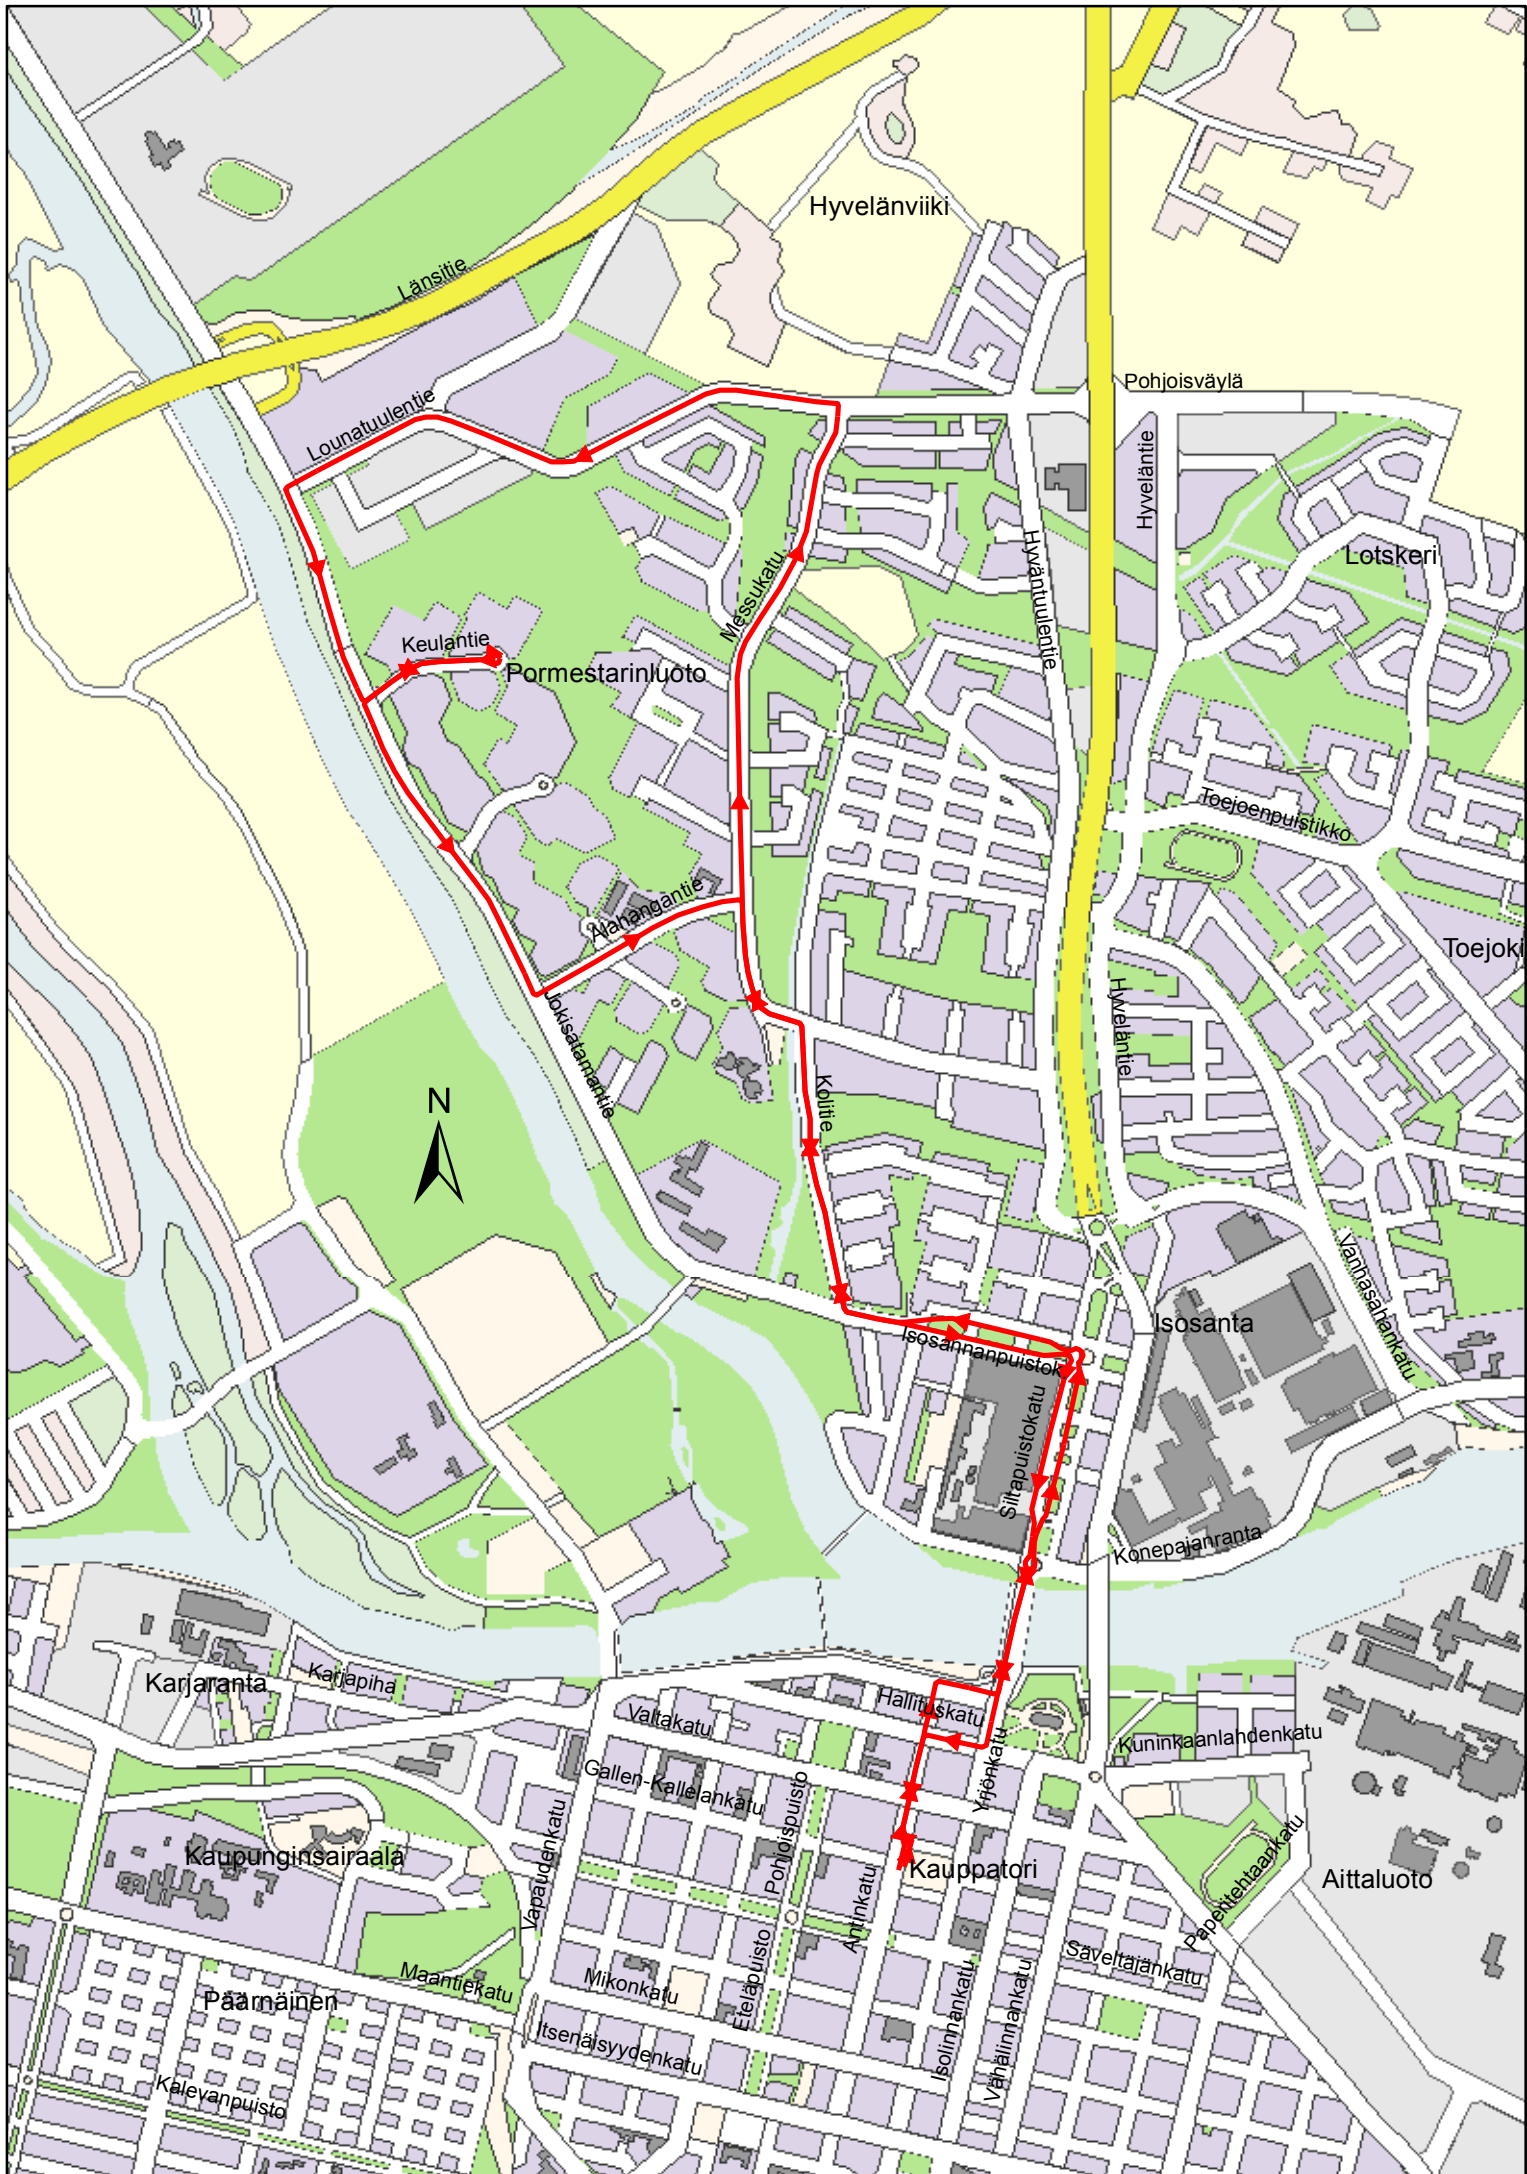 Hyvelänviiki
Länsitie
Pohjoisväylä
Lounatuulentie
Hyveläntie
Lotskeri
Hyväntuulentie
Messukatu
Keulantie
Pormestarinluoto
Toejoenpuistikko
Alahangantie
Toejoki
Jokisatamantie
Hyveläntie
Kolitie
N
Vanhasahankatu
Isosanta
Isosannanpuistok
Siltapuistokatu
Konepajanranta
Karjaranta
Karjapiha
Hallituskatu
Valtakatu
Kuninkaanlahdenkatu
Yrjönkatu
Gallen-Kallelankatu
Pohjoispuisto
Vapaudenkatu
Kaupunginsairaala
Kauppatori
Paperitehtaankatu
Aittaluoto
Antinkatu
Säveltäjänkatu
Eteläpuisto
Maantiekatu
Mikonkatu
Päärnäinen
Isolinnankatu
Vähälinnankatu
Itsenäisyydenkatu
Kalevanpuisto